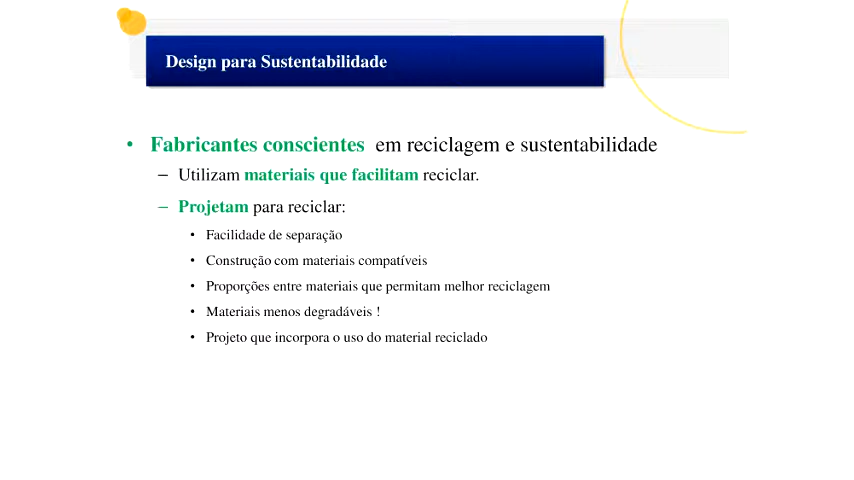 Design para Sustentabilidade
• Fabricantes conscientes em reciclagem e sustentabilidade
– Utilizam materiais que facilitam reciclar.
– Projetam para reciclar:
• Facilidade de separação
• Construção com materiais compatíveis
• Proporções entre materiais que permitam melhor reciclagem
• Materiais menos degradáveis !
• Projeto que incorpora o uso do material reciclado